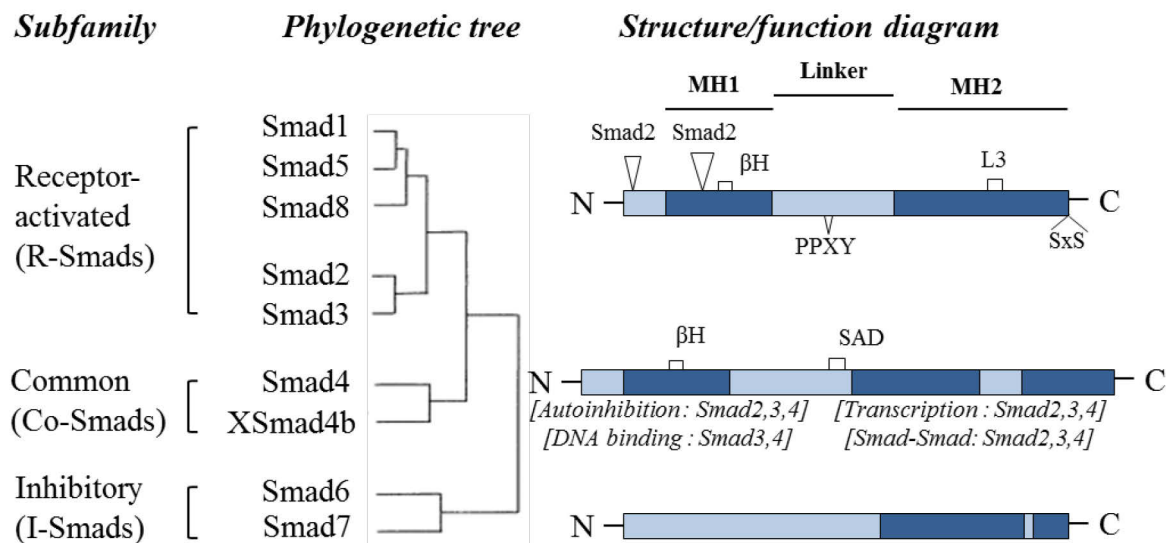 Subfamily Phylogenetic tree Structure/function diagram
MH1 Linker MH2
Receptor-
activated
(R-Smads)
Smad1
Smad5
Smad8
Smad2
Smad3
Smad2 Smad2 βH L3
N C
PPXY SxS
Common
(Co-Smads)
Smad4
XSmad4b
βH SAD
N C
[Autoinhibition : Smad2,3,4] [Transcription : Smad2,3,4]
[DNA binding : Smad3,4] [Smad-Smad: Smad2,3,4]
Inhibitory
(I-Smads)
Smad6
Smad7
N C